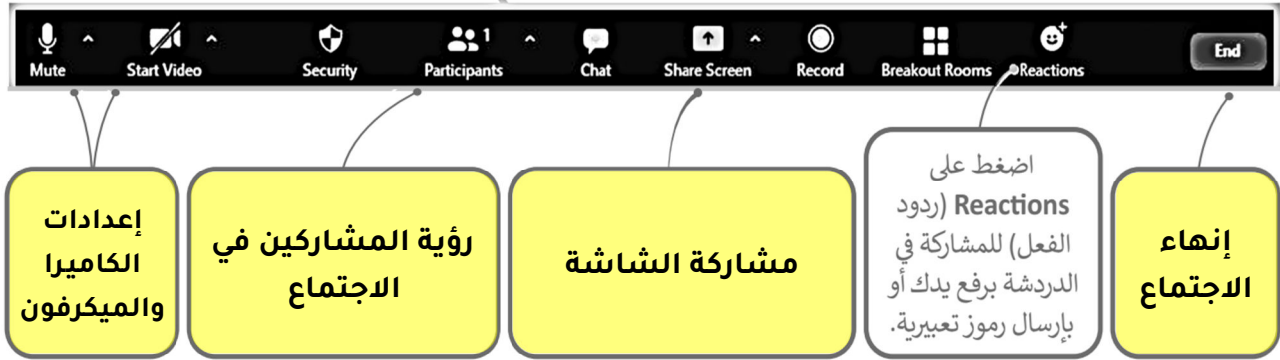 Mute
Start Video
Security
Participants
1
Chat
Share Screen
Record
Breakout Rooms
Reactions
End
إعدادات
الكاميرا
والميكرفون
رؤية المشاركين في
الاجتماع
مشاركة الشاشة
اضغط على
Reactions (ردود
الفعل) للمشاركة في
الدردشة برفع يدك أو
بإرسال رموز تعبيرية.
إنهاء
الاجتماع